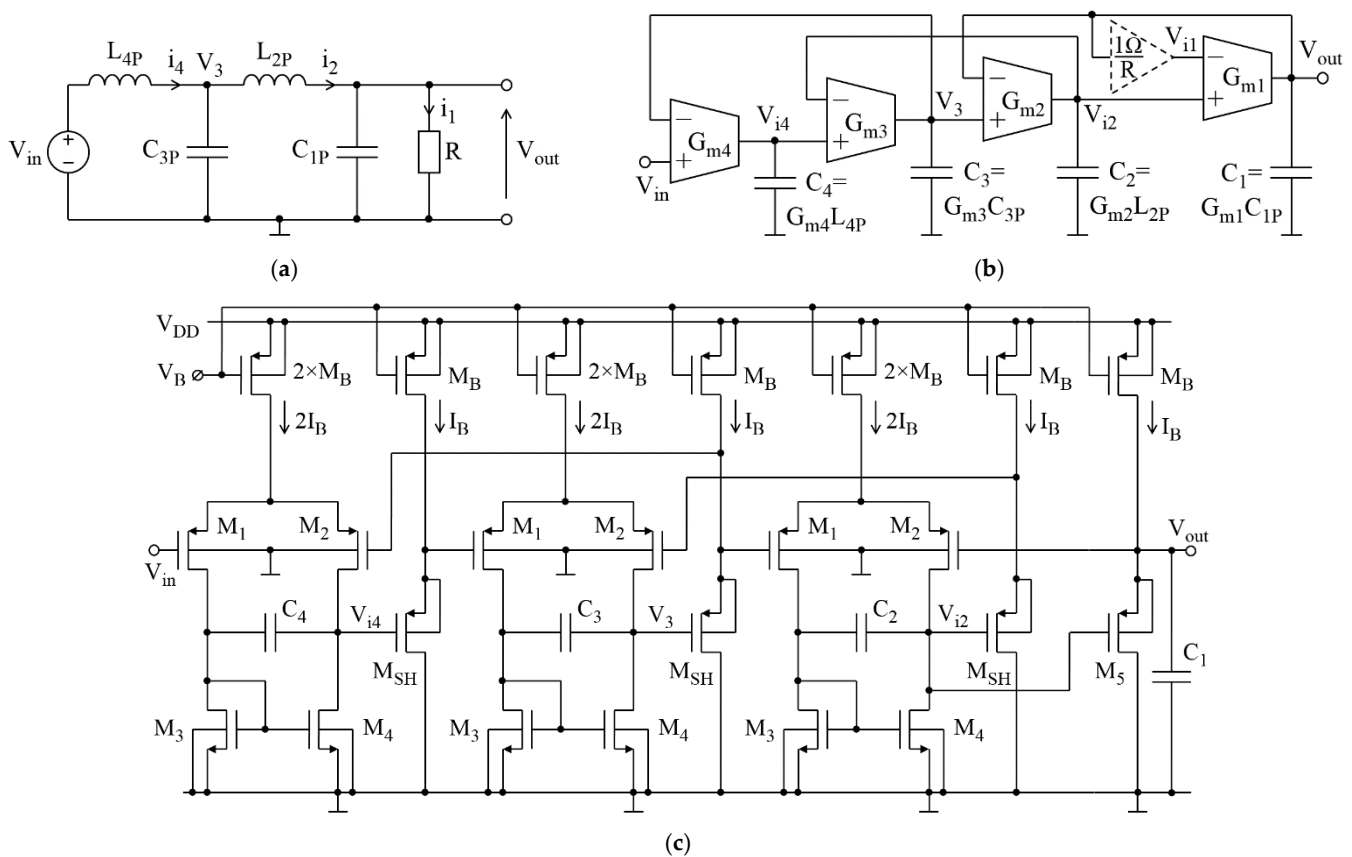 L4P
i4
V3
L2P
i2
i1
Vin
+
−
C3P
C1P
R
Vout
(a)
1Ω
R
Vi1
Vout
−
+
Gm1
−
+
Gm2
−
+
Gm3
−
+
Gm4
Vin
Vi4
V3
Vi2
C4=
Gm4L4P
C3=
Gm3C3P
C2=
Gm2L2P
C1=
Gm1C1P
(b)
VDD
VB
2×MB
MB
2×MB
MB
2×MB
MB
MB
2IB
IB
2IB
IB
2IB
IB
IB
M1
M2
M1
M2
M1
M2
Vout
Vin
C4
Vi4
C3
V3
C2
Vi2
C1
MSH
MSH
MSH
M5
M3
M4
M3
M4
M3
M4
(c)